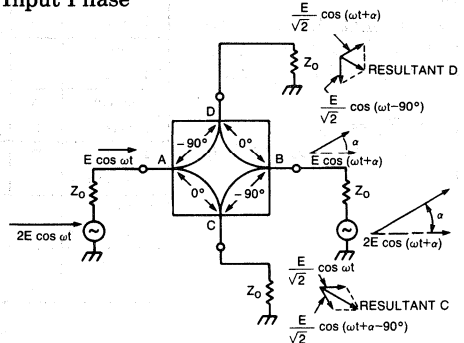 Input Phase
E/√2 cos (ωt+α)
Z₀
RESULTANT D
E/√2 cos (ωt-90°)
D
-90°
0°
E cos ωt
A
B
α
E cos (ωt+α)
Z₀
0°
-90°
Z₀
C
2E cos ωt
α
2E cos (ωt+α)
E/√2 cos ωt
Z₀
RESULTANT C
E/√2 cos (ωt+α-90°)